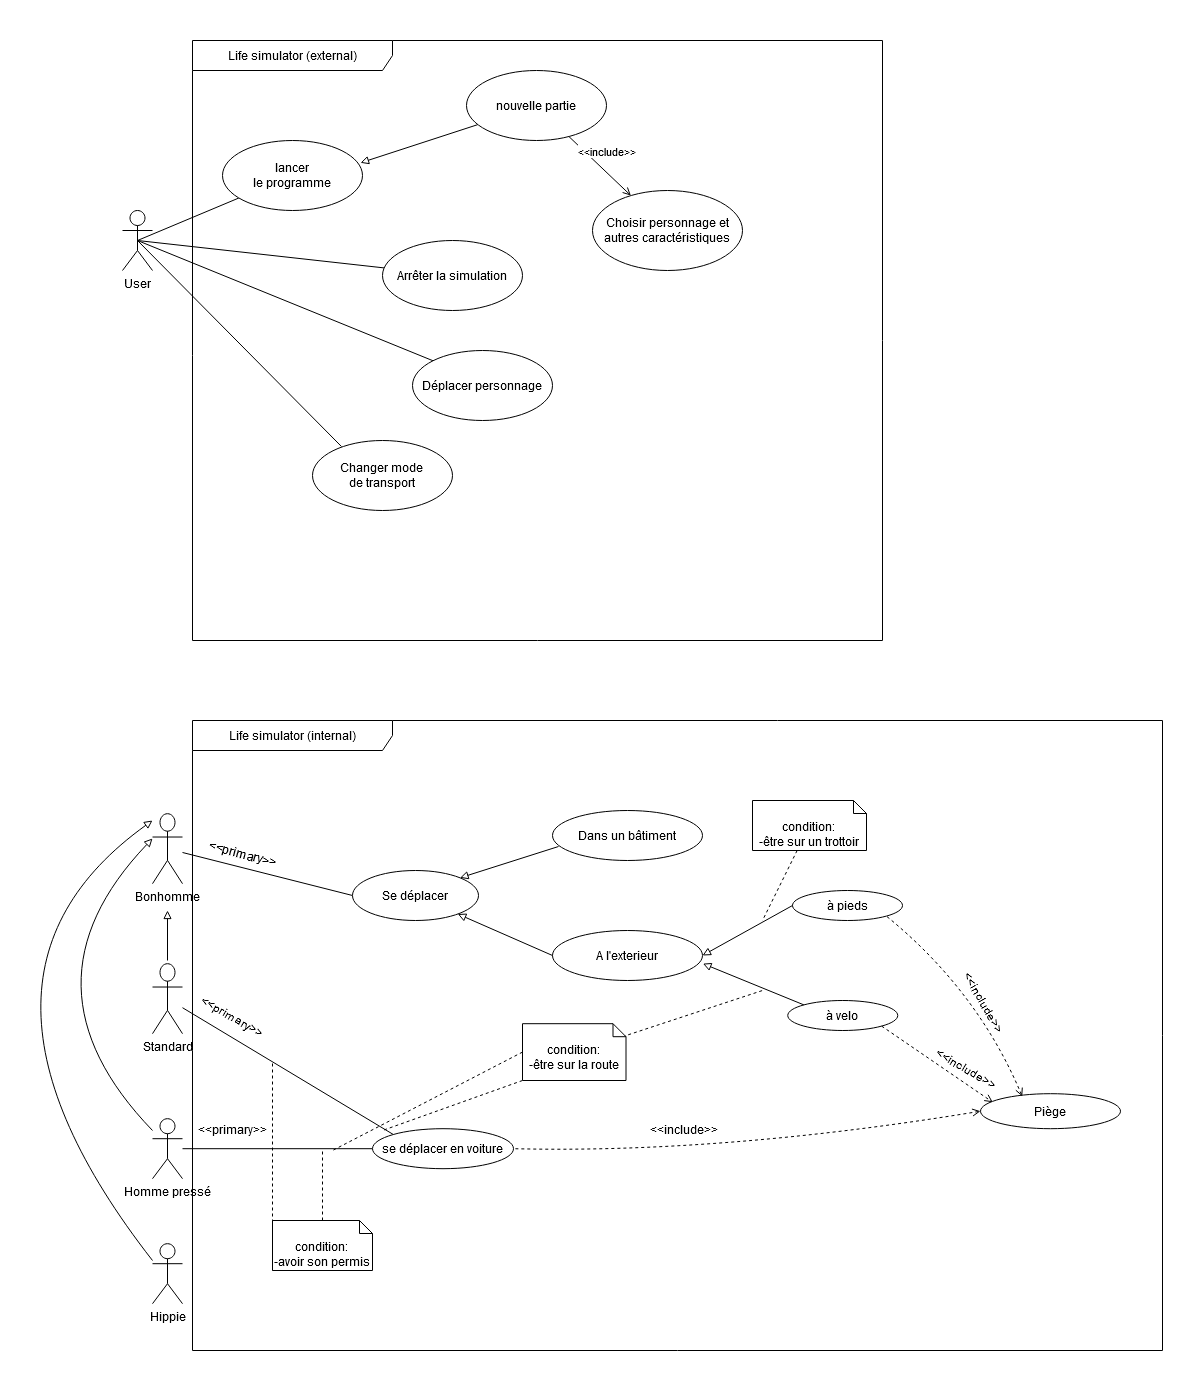 Life simulator (external)
nouvelle partie
<<include>>
lancer
le programme
Choisir personnage et
autres caractéristiques
User
Arrêter la simulation
Déplacer personnage
Changer mode
de transport
Life simulator (internal)
Bonhomme
<<primary>>
Se déplacer
Dans un bâtiment
condition:
-être sur un trottoir
A l'exterieur
à pieds
à velo
<<include>>
<<include>>
Standard
<<primary>>
condition:
-être sur la route
Piège
Homme pressé
<<primary>>
se déplacer en voiture
<<include>>
condition:
-avoir son permis
Hippie